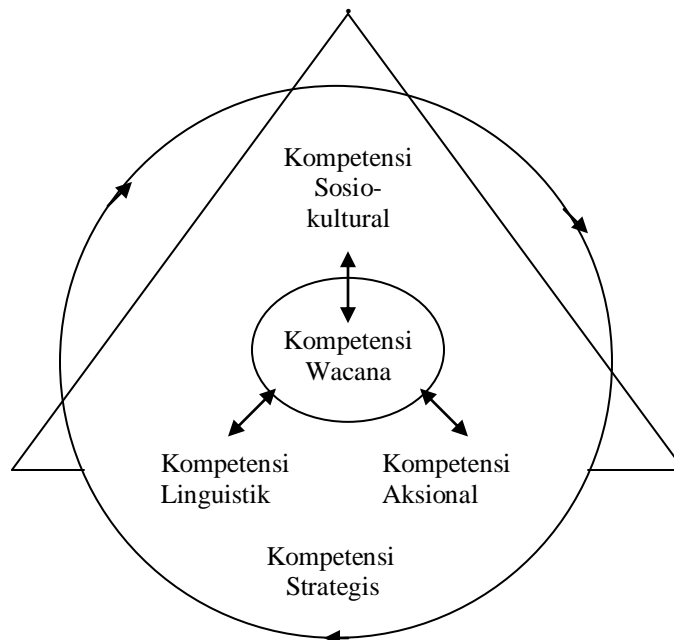 Kompetensi
Sosio-
kultural
Kompetensi
Wacana
Kompetensi
Linguistik
Kompetensi
Aksional
Kompetensi
Strategis